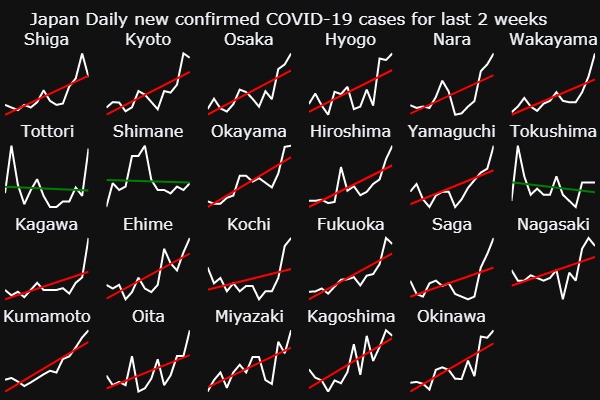 Japan Daily new confirmed COVID-19 cases for last 2 weeks
Shiga Kyoto Osaka Hyogo Nara Wakayama
Tottori Shimane Okayama Hiroshima Yamaguchi Tokushima
Kagawa Ehime Kochi Fukuoka Saga Nagasaki
Kumamoto Oita Miyazaki Kagoshima Okinawa